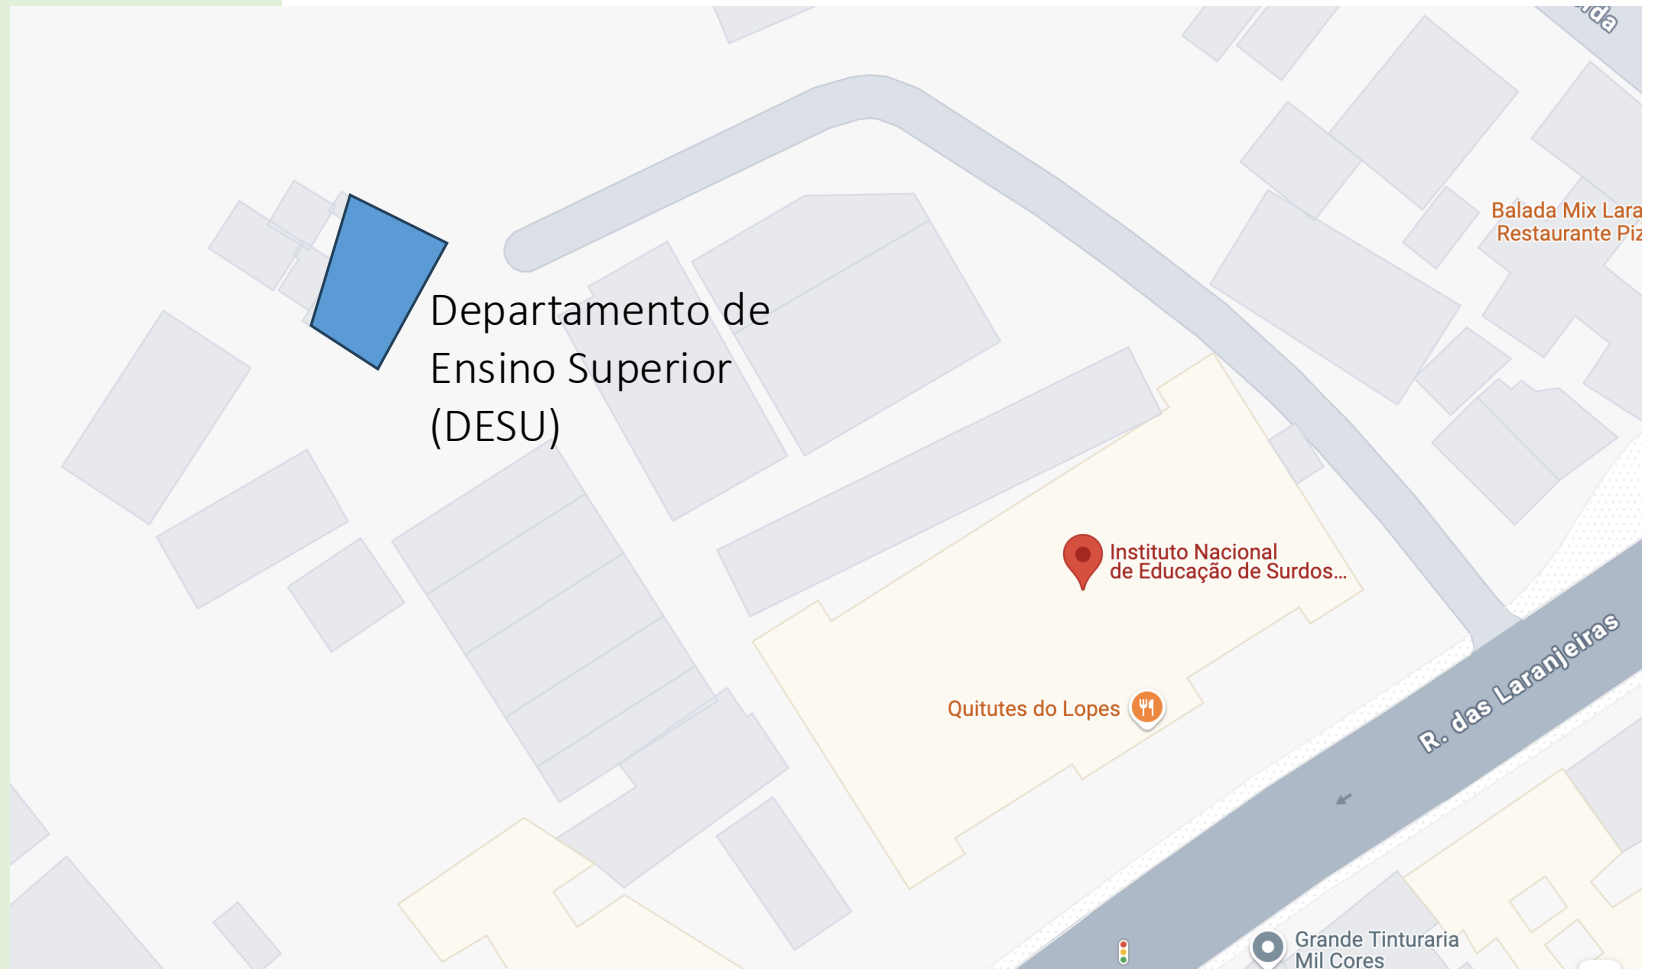 Balada Mix Lara
Restaurante Piz
Departamento de
Ensino Superior
(DESU)
Instituto Nacional
de Educação de Surdos...
Quitutes do Lopes
R. das Laranjeiras
Grande Tinturaria
Mil Cores